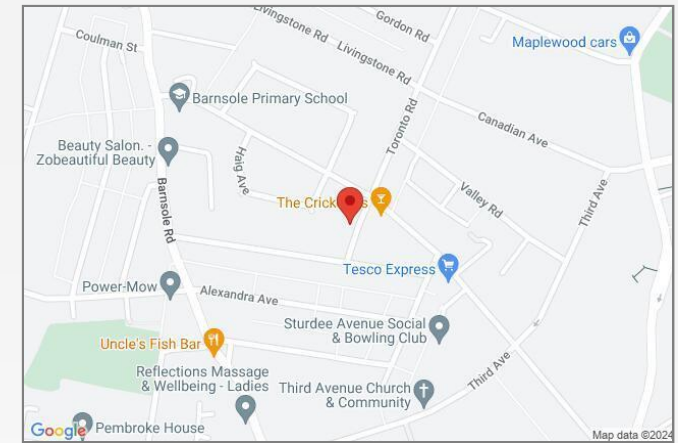 Gordon Rd
Livingstone Rd
Livingstone Rd
Maplewood cars
Coulman St
Barnsole Primary School
Toronto Rd
Canadian Ave
Beauty Salon. -
Zobeautiful Beauty
Haig Ave
Valley Rd
Third Ave
Barnsole Rd
The Crick
s
Tesco Express
Power-Mow
Alexandra Ave
Sturdee Avenue Social
& Bowling Club
Uncle's Fish Bar
Third Ave
Reflections Massage
& Wellbeing - Ladies
Third Avenue Church
& Community
Pembroke House
Google
Map data ©2024